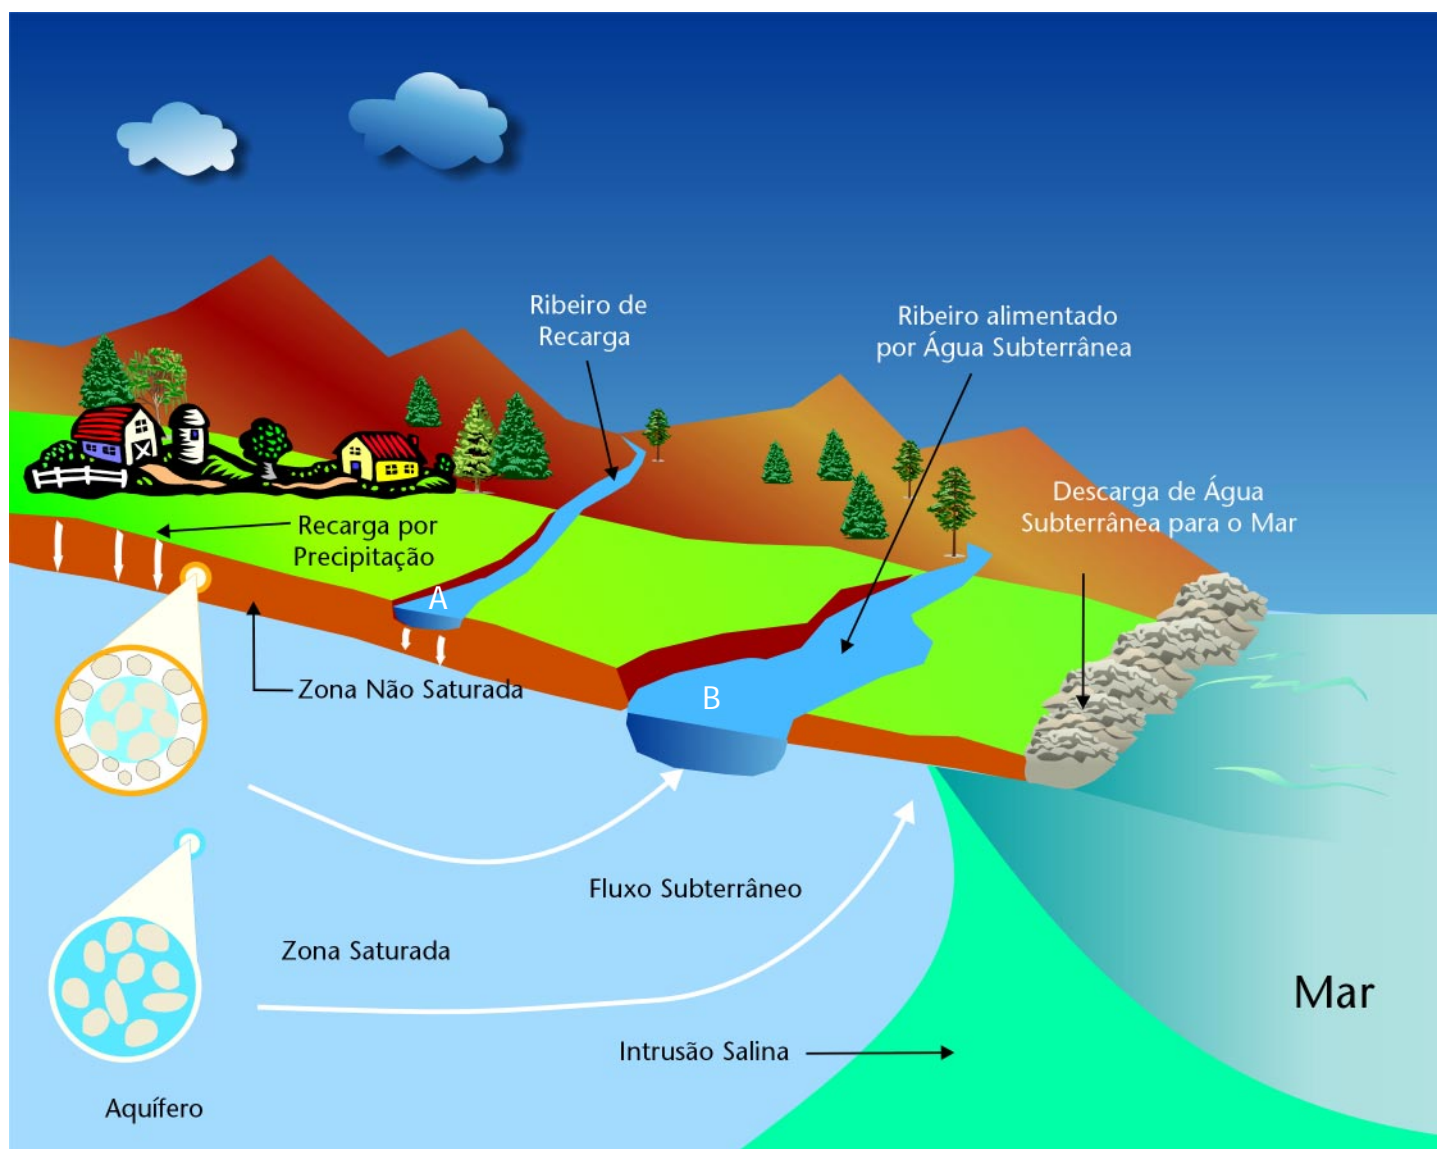 Ribeiro de
Recarga
Ribeiro alimentado
por Água Subterrânea
Descarga de Água
Subterrânea para o Mar
Recarga por
Precipitação
A
Zona Não Saturada
B
Fluxo Subterrâneo
Zona Saturada
Mar
Intrusão Salina
Aquífero